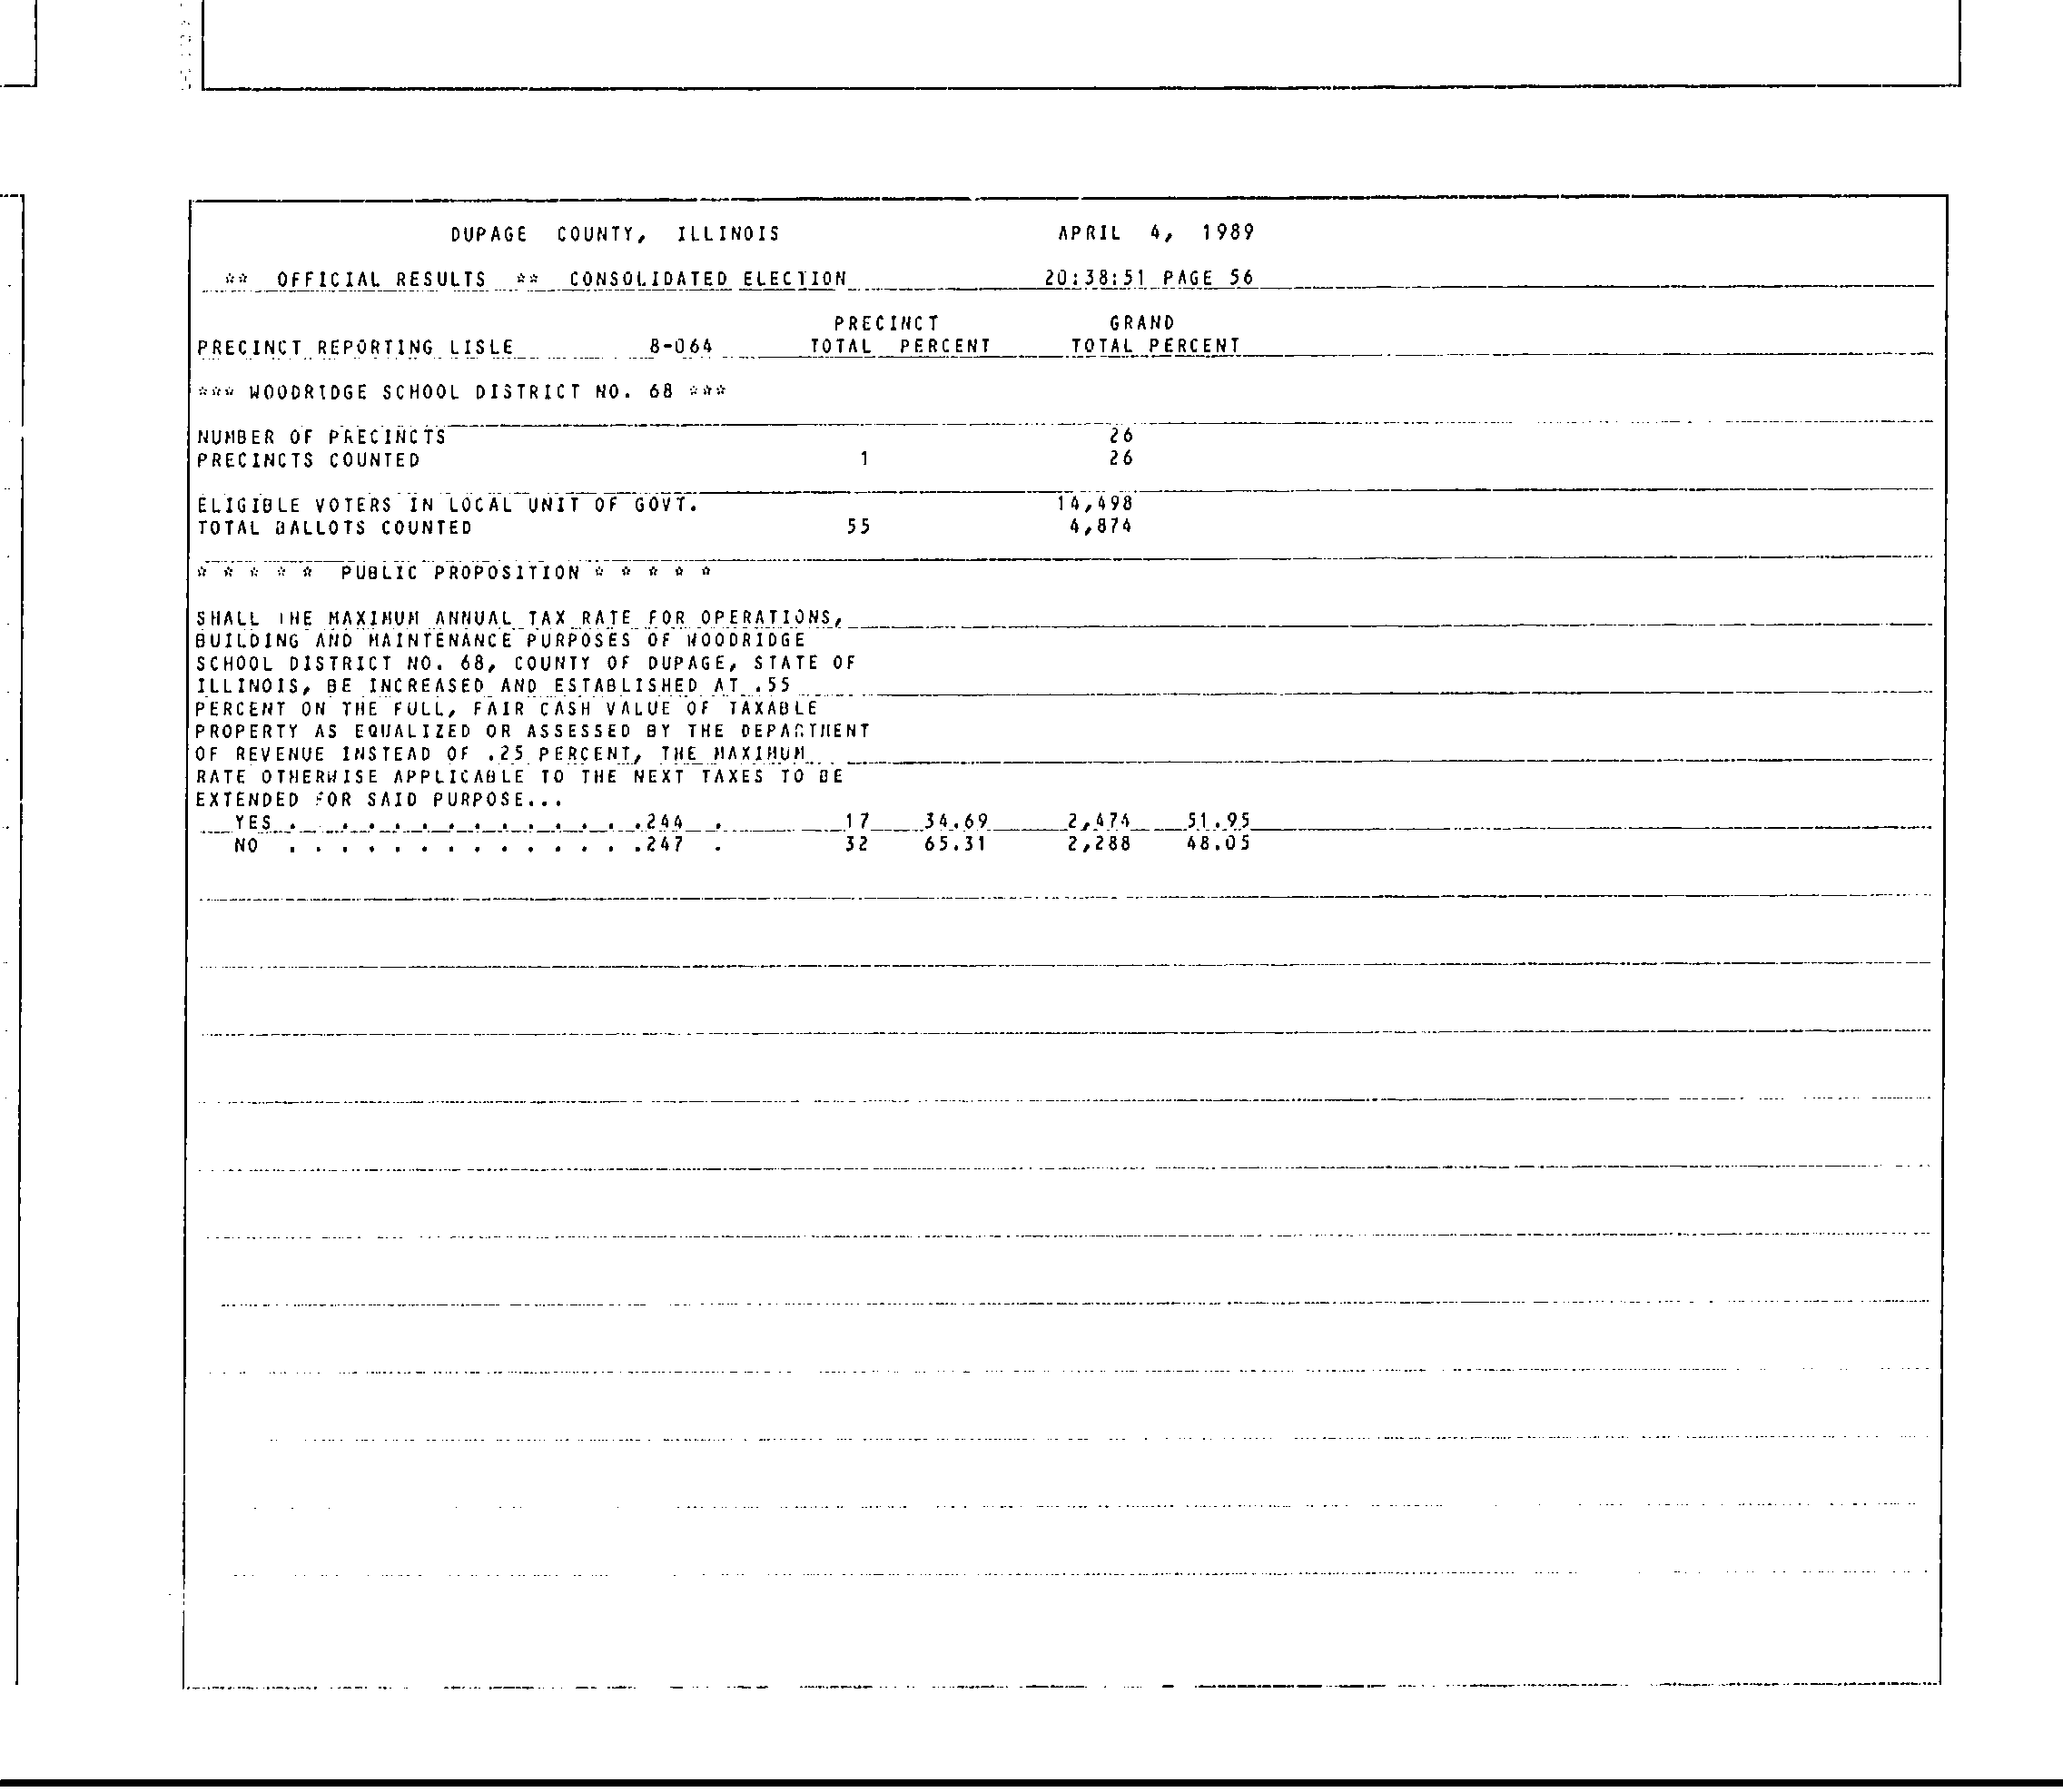 DUPAGE COUNTY, ILLINOIS APRIL 4, 1989
** OFFICIAL RESULTS ** CONSOLIDATED ELECTION 20:38:51 PAGE 56
PRECINCT GRAND
PRECINCT REPORTING LISLE 8-064 TOTAL PERCENT TOTAL PERCENT
*** WOODRIDGE SCHOOL DISTRICT NO. 68 ***
NUMBER OF PRECINCTS 26
PRECINCTS COUNTED 1 26
ELIGIBLE VOTERS IN LOCAL UNIT OF GOVT. 14,498
TOTAL BALLOTS COUNTED 55 4,874
* * * * * PUBLIC PROPOSITION * * * * *
SHALL THE MAXIMUM ANNUAL TAX RATE FOR OPERATIONS,
BUILDING AND MAINTENANCE PURPOSES OF WOODRIDGE
SCHOOL DISTRICT NO. 68, COUNTY OF DUPAGE, STATE OF
ILLINOIS, BE INCREASED AND ESTABLISHED AT .55
PERCENT ON THE FULL, FAIR CASH VALUE OF TAXABLE
PROPERTY AS EQUALIZED OR ASSESSED BY THE DEPARTMENT
OF REVENUE INSTEAD OF .25 PERCENT, THE MAXIMUM
RATE OTHERWISE APPLICABLE TO THE NEXT TAXES TO BE
EXTENDED FOR SAID PURPOSE...
YES . . . . . . . . . . . . . .244 . 17 34.69 2,474 51.95
NO . . . . . . . . . . . . . .247 . 32 65.31 2,288 48.05